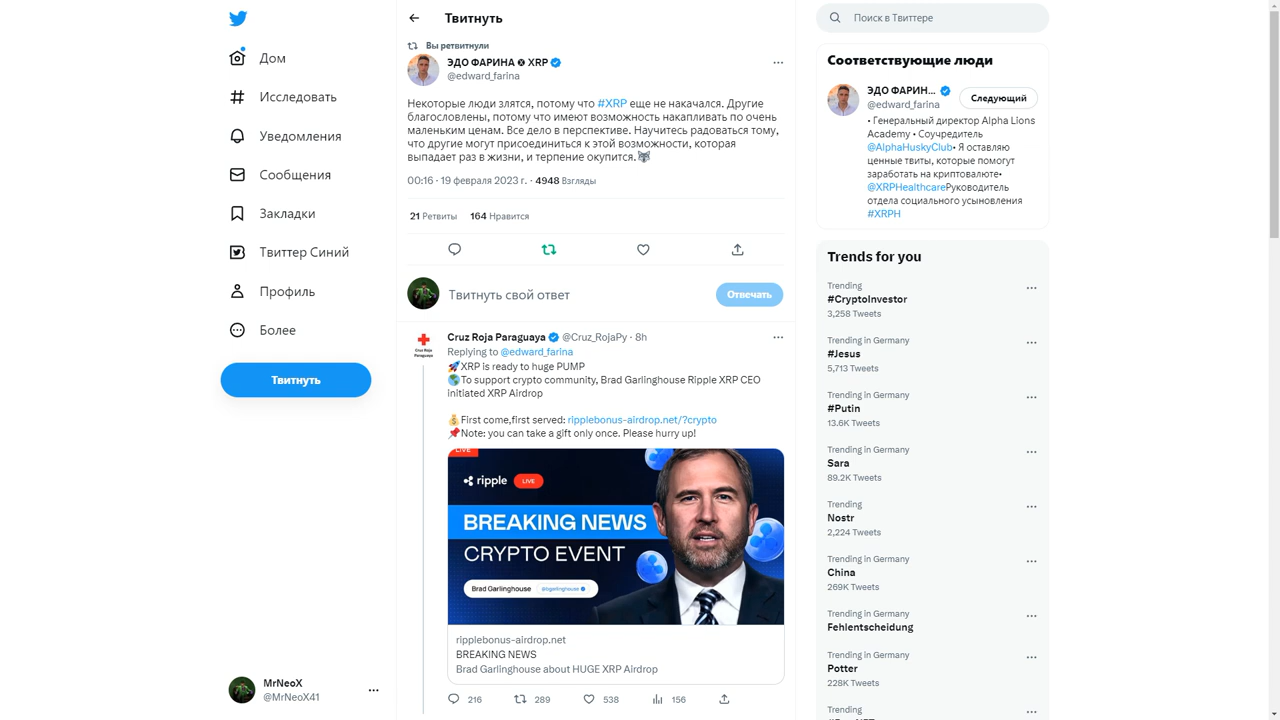 Дом
Исследовать
Уведомления
Сообщения
Закладки
Твиттер Синий
Профиль
Более
Твитнуть
MrNeoX
@MrNeoX41
Твитнуть
Вы ретвитнули
ЭДО ФАРИНА XRP
@edward_farina
Некоторые люди злятся, потому что #XRP еще не накачался. Другие
благословлены, потому что имеют возможность накапливать по очень
маленьким ценам. Все дело в перспективе. Научитесь радоваться тому,
что другие могут присоединиться к этой возможности, которая
выпадает раз в жизни, и терпение окупится.🐺
00:16 · 19 февраля 2023 г. · 4948 Взгляды
21 Ретвиты 164 Нравится
Твитнуть свой ответ
Отвечать
Cruz Roja Paraguaya @Cruz_RojaPy · 8h
Cruz Roja
Paraguaya
Replying to @edward_farina
🚀XRP is ready to huge PUMP
🌎To support crypto community, Brad Garlinghouse Ripple XRP CEO
initiated XRP Airdrop
💰First come,first served: ripplebonus-airdrop.net/?crypto
📌Note: you can take a gift only once. Please hurry up!
LIVE
ripple LIVE
BREAKING NEWS
CRYPTO EVENT
Brad Garlinghouse @bgarlinghouse
ripplebonus-airdrop.net
BREAKING NEWS
Brad Garlinghouse about HUGE XRP Airdrop
216 289 538 156
Поиск в Твиттере
Соответствующие люди
ЭДО ФАРИН...
@edward_farina
Следующий
• Генеральный директор Alpha Lions
Academy • Соучредитель
@AlphaHuskyClub• Я оставляю
ценные твиты, которые помогут
заработать на криптовалюте•
@XRPHealthcareРуководитель
отдела социального усыновления
#XRPH
Trends for you
Trending
#CryptoInvestor
3,258 Tweets
Trending in Germany
#Jesus
5,713 Tweets
Trending in Germany
#Putin
13.6K Tweets
Trending in Germany
Sara
89.2K Tweets
Trending
Nostr
2,224 Tweets
Trending in Germany
China
269K Tweets
Trending in Germany
Fehlentscheidung
Trending in Germany
Potter
228K Tweets
Trending